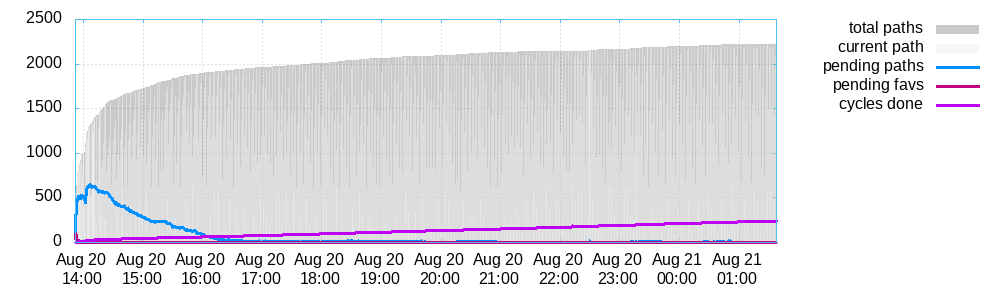 2500
2000
1500
1000
500
0
Aug 20 Aug 20 Aug 20 Aug 20 Aug 20 Aug 20 Aug 20 Aug 20 Aug 20 Aug 20 Aug 21 Aug 21
14:00 15:00 16:00 17:00 18:00 19:00 20:00 21:00 22:00 23:00 00:00 01:00
total paths
current path
pending paths
pending favs
cycles done